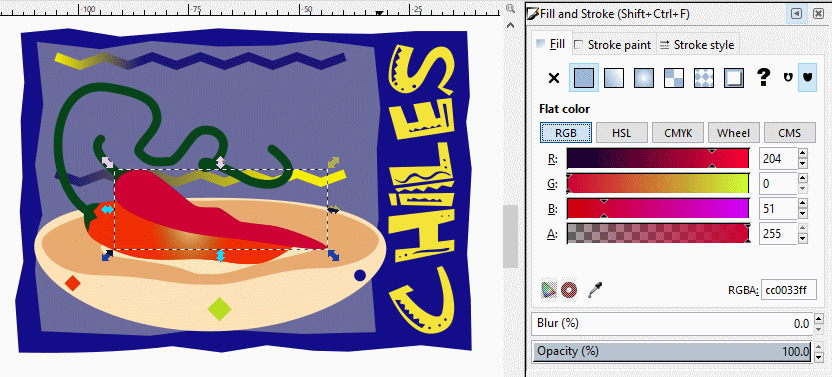 -100
-75
-50
-25
CHILES
Fill and Stroke (Shift+Ctrl+F)
Fill
Stroke paint
Stroke style
?
Flat color
RGB
HSL
CMYK
Wheel
CMS
R: 204
G: 0
B: 51
A: 255
RGBA: cc0033ff
Blur (%) 0.0
Opacity (%) 100.0